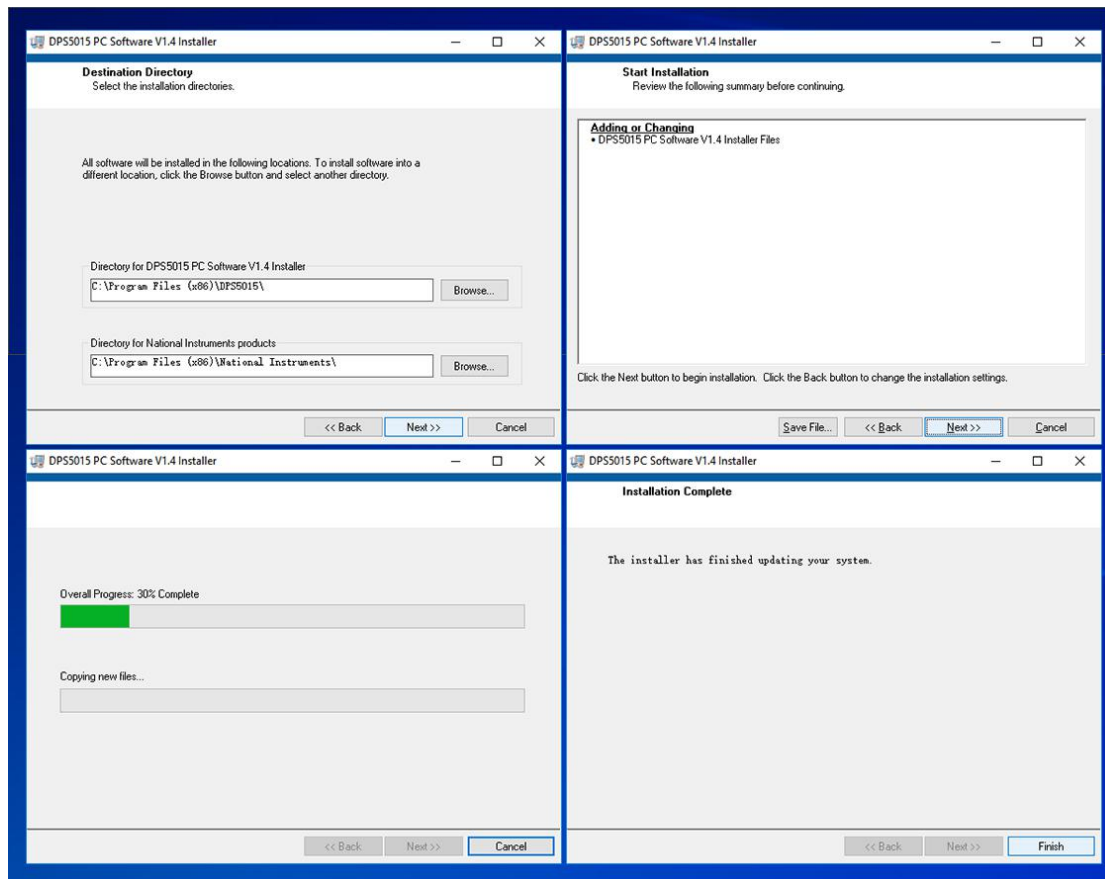 DPS5015 PC Software V1.4 Installer
Destination Directory
Select the installation directories.
All software will be installed in the following locations. To install software into a
different location, click the Browse button and select another directory.
Directory for DPS5015 PC Software V1.4 Installer
C:\Program Files (x86)\DPS5015\
Browse...
Directory for National Instruments products
C:\Program Files (x86)\National Instruments\
Browse...
<< Back Next >> Cancel
DPS5015 PC Software V1.4 Installer
Start Installation
Review the following summary before continuing.
Adding or Changing
• DPS5015 PC Software V1.4 Installer Files
Click the Next button to begin installation. Click the Back button to change the installation settings.
Save File... << Back Next >> Cancel
DPS5015 PC Software V1.4 Installer
Overall Progress: 30% Complete
Copying new files...
<< Back Next >> Cancel
DPS5015 PC Software V1.4 Installer
Installation Complete
The installer has finished updating your system.
<< Back Next >> Finish